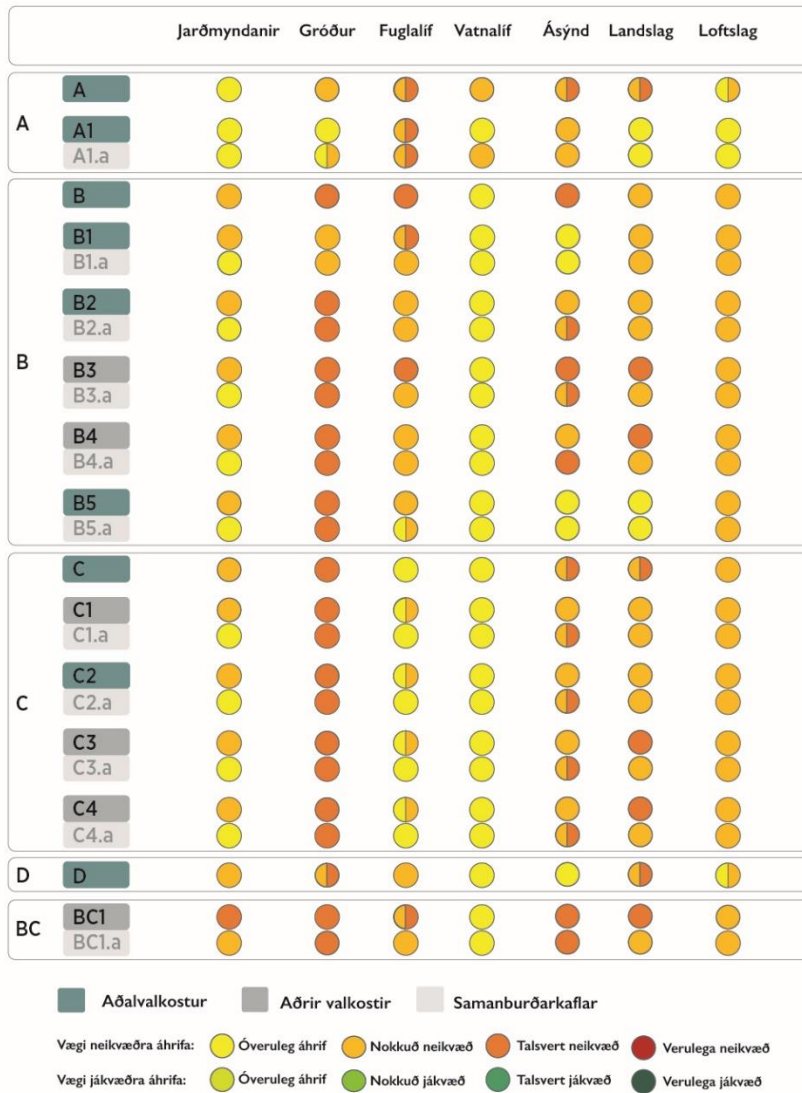 Jarðmyndanir Gróður Fuglalíf Vatnalíf Ásýnd Landslag Loftslag
A A
A1
A1.a
B
B1
B1.a
B2
B2.a
B
B3
B3.a
B4
B4.a
B5
B5.a
C
C1
C1.a
C2
C
C2.a
C3
C3.a
C4
C4.a
D D
BC1
BC
BC1.a
Aðalvalkostur Aðrir valkostir Samanburðarkaflar
Vægi neikvæðra áhrifa: Óveruleg áhrif Nokkuð neikvæð Talsvert neikvæð Verulega neikvæð
Vægi jákvæðra áhrifa: Óveruleg áhrif Nokkuð jákvæð Talsvert jákvæð Verulega jákvæð